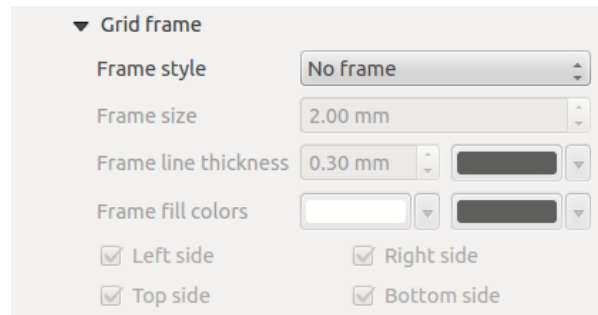 Grid frame
Frame style No frame
Frame size 2.00 mm
Frame line thickness 0.30 mm
Frame fill colors
Left side Right side
Top side Bottom side